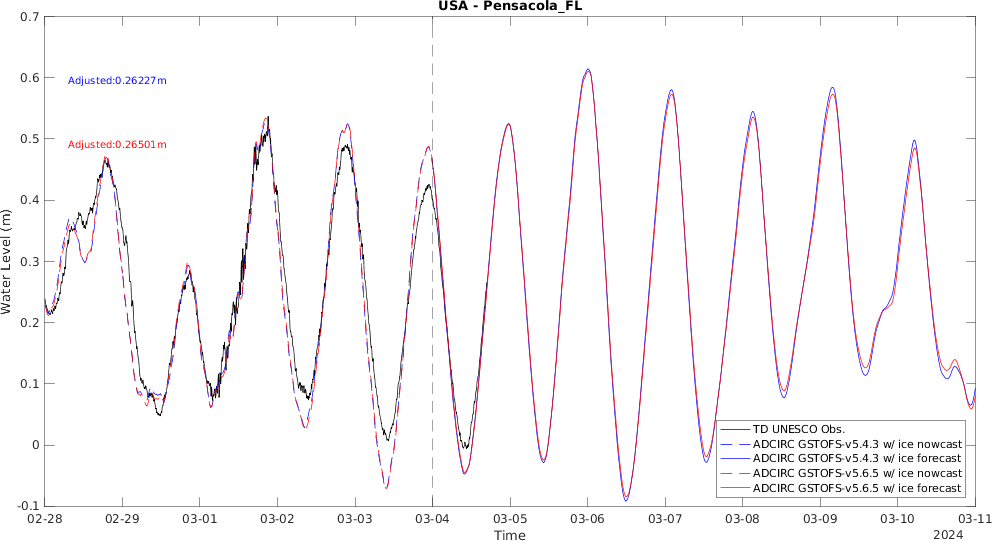 USA - Pensacola_FL
0.7
0.6
0.5
0.4
0.3
0.2
0.1
0
-0.1
Water Level (m)
Adjusted:0.26227m
Adjusted:0.26501m
TD UNESCO Obs.
ADCIRC GSTOFS-v5.4.3 w/ ice nowcast
ADCIRC GSTOFS-v5.4.3 w/ ice forecast
ADCIRC GSTOFS-v5.6.5 w/ ice nowcast
ADCIRC GSTOFS-v5.6.5 w/ ice forecast
02-28 02-29 03-01 03-02 03-03 03-04 03-05 03-06 03-07 03-08 03-09 03-10 03-11
Time
2024